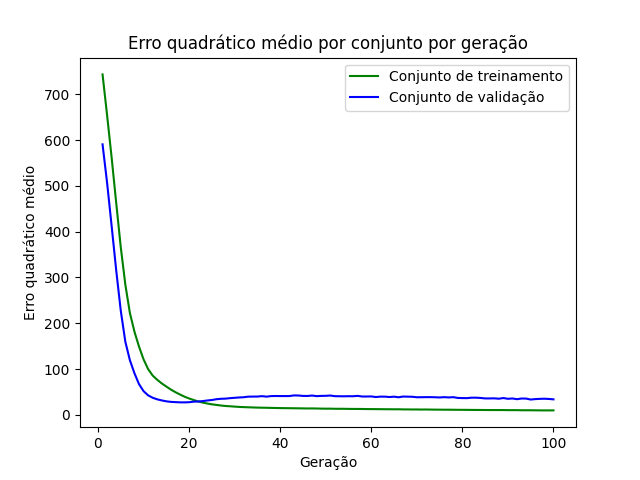 Erro quadrático médio por conjunto por geração
Conjunto de treinamento
Conjunto de validação
Erro quadrático médio
700
600
500
400
300
200
100
0
0 20 40 60 80 100
Geração